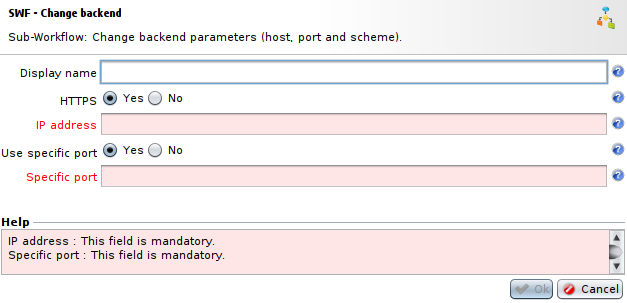 SWF - Change backend
Sub-Workflow: Change backend parameters (host, port and scheme).
Display name
HTTPS Yes No
IP address
Use specific port Yes No
Specific port
Help
IP address : This field is mandatory.
Specific port : This field is mandatory.
Ok Cancel